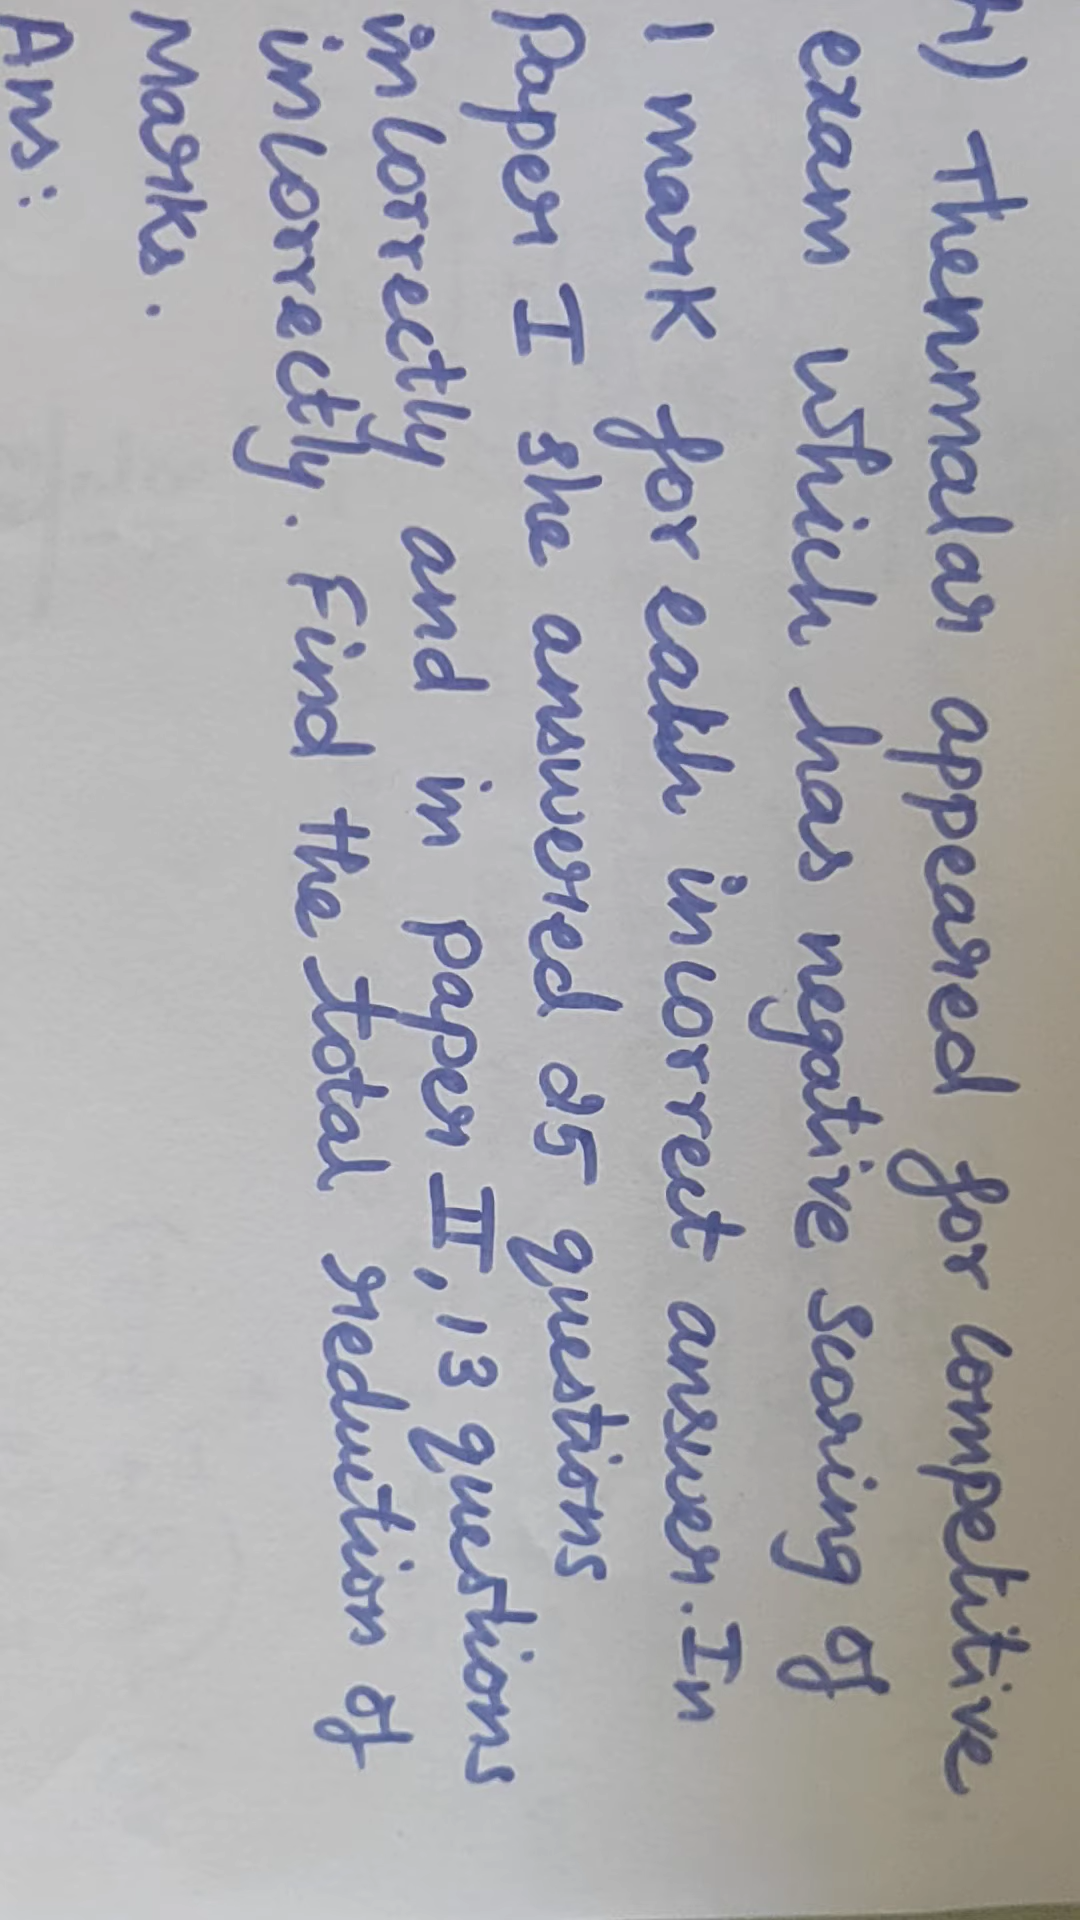 4) Thenmalar appeared for competitive
exam which has negative scoring of
1 mark for each incorrect answer. In
Paper I she answered 25 questions
incorrectly and in paper II, 13 questions
incorrectly. Find the total reduction of
Marks.
Ans: